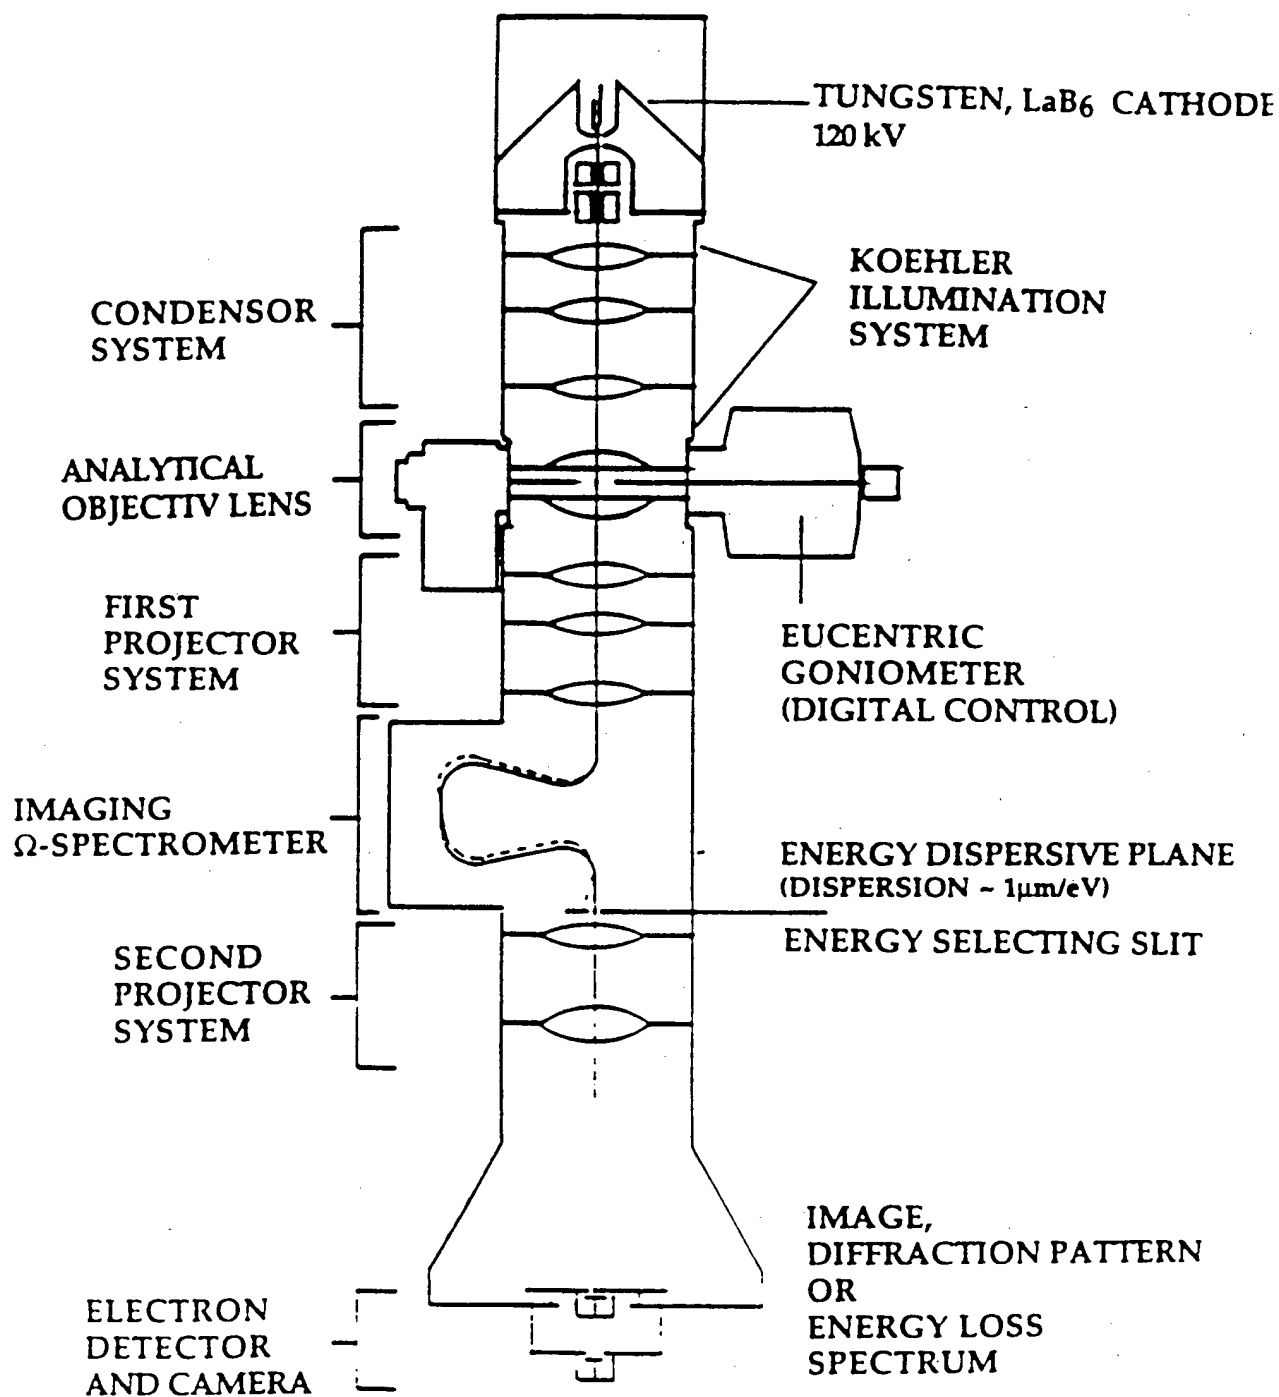 TUNGSTEN, LaB6 CATHODE
120 kV
KOEHLER
ILLUMINATION
SYSTEM
CONDENSOR
SYSTEM
ANALYTICAL
OBJECTIV LENS
FIRST
PROJECTOR
SYSTEM
EUCENTRIC
GONIOMETER
(DIGITAL CONTROL)
IMAGING
Ω-SPECTROMETER
ENERGY DISPERSIVE PLANE
(DISPERSION ~ 1μm/eV)
ENERGY SELECTING SLIT
SECOND
PROJECTOR
SYSTEM
IMAGE,
DIFFRACTION PATTERN
OR
ENERGY LOSS
SPECTRUM
ELECTRON
DETECTOR
AND CAMERA